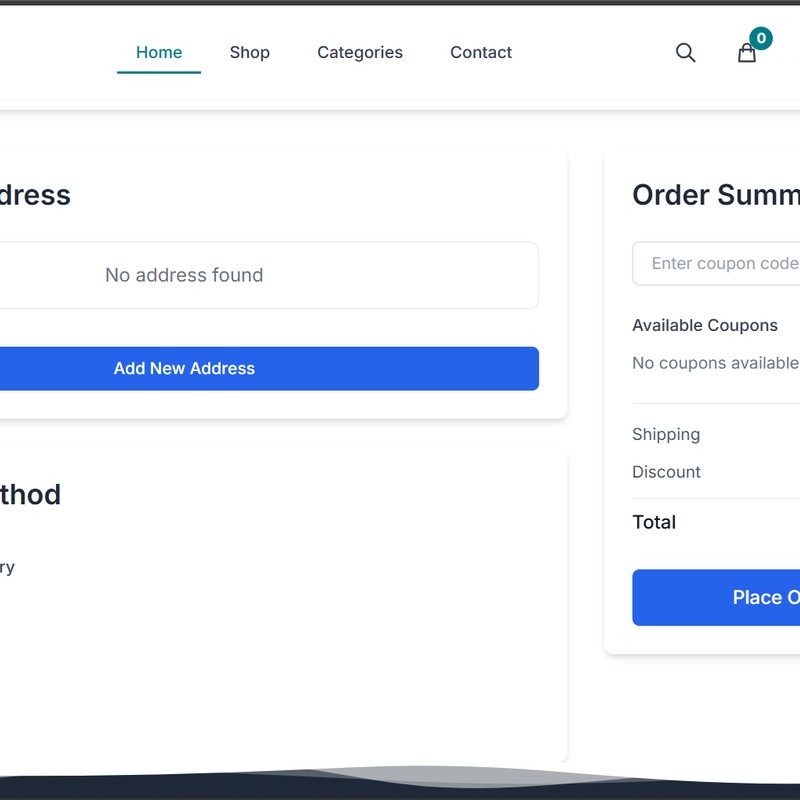 Home Shop Categories Contact 0
dress
No address found
Add New Address
thod
ry
Order Summ
Enter coupon code
Available Coupons
No coupons available
Shipping
Discount
Total
Place O